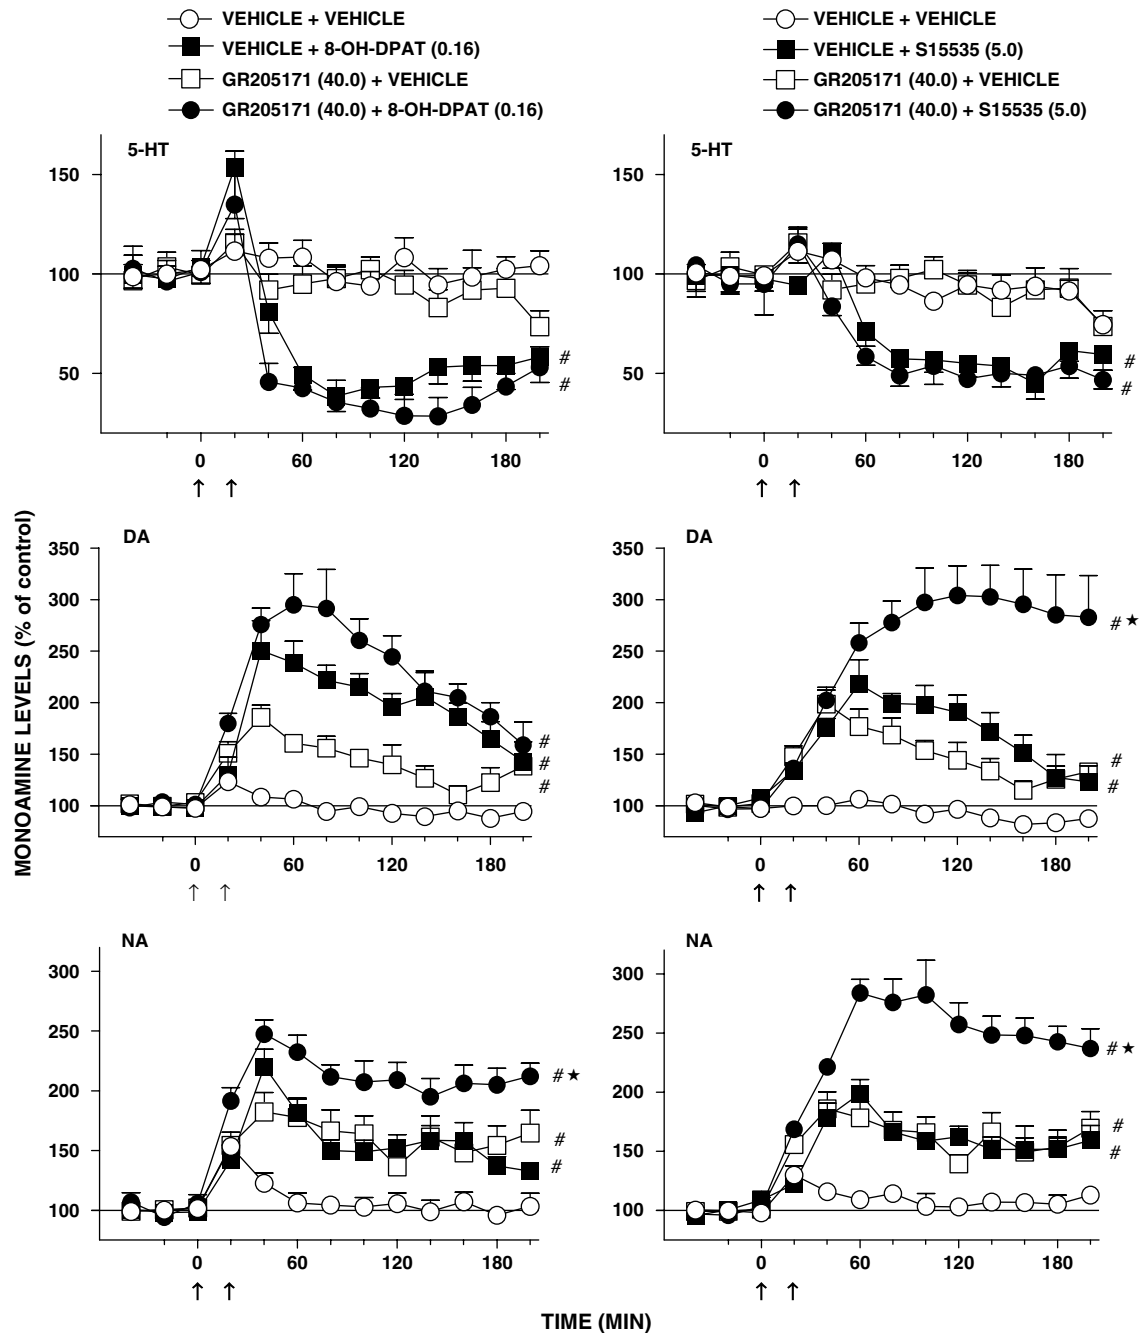 VEHICLE + VEHICLE
VEHICLE + 8-OH-DPAT (0.16)
GR205171 (40.0) + VEHICLE
GR205171 (40.0) + 8-OH-DPAT (0.16)
VEHICLE + VEHICLE
VEHICLE + S15535 (5.0)
GR205171 (40.0) + VEHICLE
GR205171 (40.0) + S15535 (5.0)
MONOAMINE LEVELS (% of control)
5-HT
150
100
50
#
#
0 60 120 180
↑ ↑
5-HT
150
100
50
#
#
0 60 120 180
↑ ↑
DA
350
300
250
200
150
100
#
#
#
0 60 120 180
↑ ↑
DA
350
300
250
200
150
100
#★
#
#
0 60 120 180
↑ ↑
NA
300
250
200
150
100
#★
#
#
0 60 120 180
↑ ↑
NA
300
250
200
150
100
#★
#
#
0 60 120 180
↑ ↑
TIME (MIN)